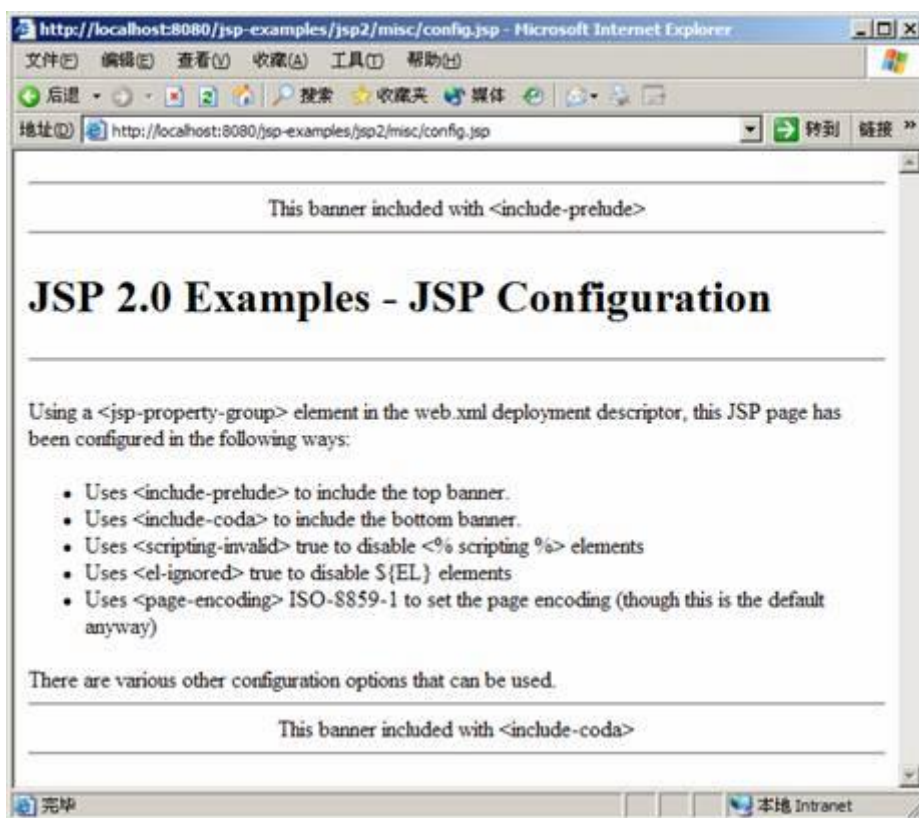 http://localhost:8080/jsp-examples/jsp2/misc/config.jsp - Microsoft Internet Explorer
文件(F) 编辑(E) 查看(V) 收藏(A) 工具(T) 帮助(H)
后退 搜索 收藏夹 媒体
地址(D) http://localhost:8080/jsp-examples/jsp2/misc/config.jsp 转到 链接 »
This banner included with <include-prelude>
JSP 2.0 Examples - JSP Configuration
Using a <jsp-property-group> element in the web.xml deployment descriptor, this JSP page has
been configured in the following ways:
• Uses <include-prelude> to include the top banner.
• Uses <include-coda> to include the bottom banner.
• Uses <scripting-invalid> true to disable <% scripting %> elements
• Uses <el-ignored> true to disable ${EL} elements
• Uses <page-encoding> ISO-8859-1 to set the page encoding (though this is the default
anyway)
There are various other configuration options that can be used.
This banner included with <include-coda>
完毕 本地 Intranet